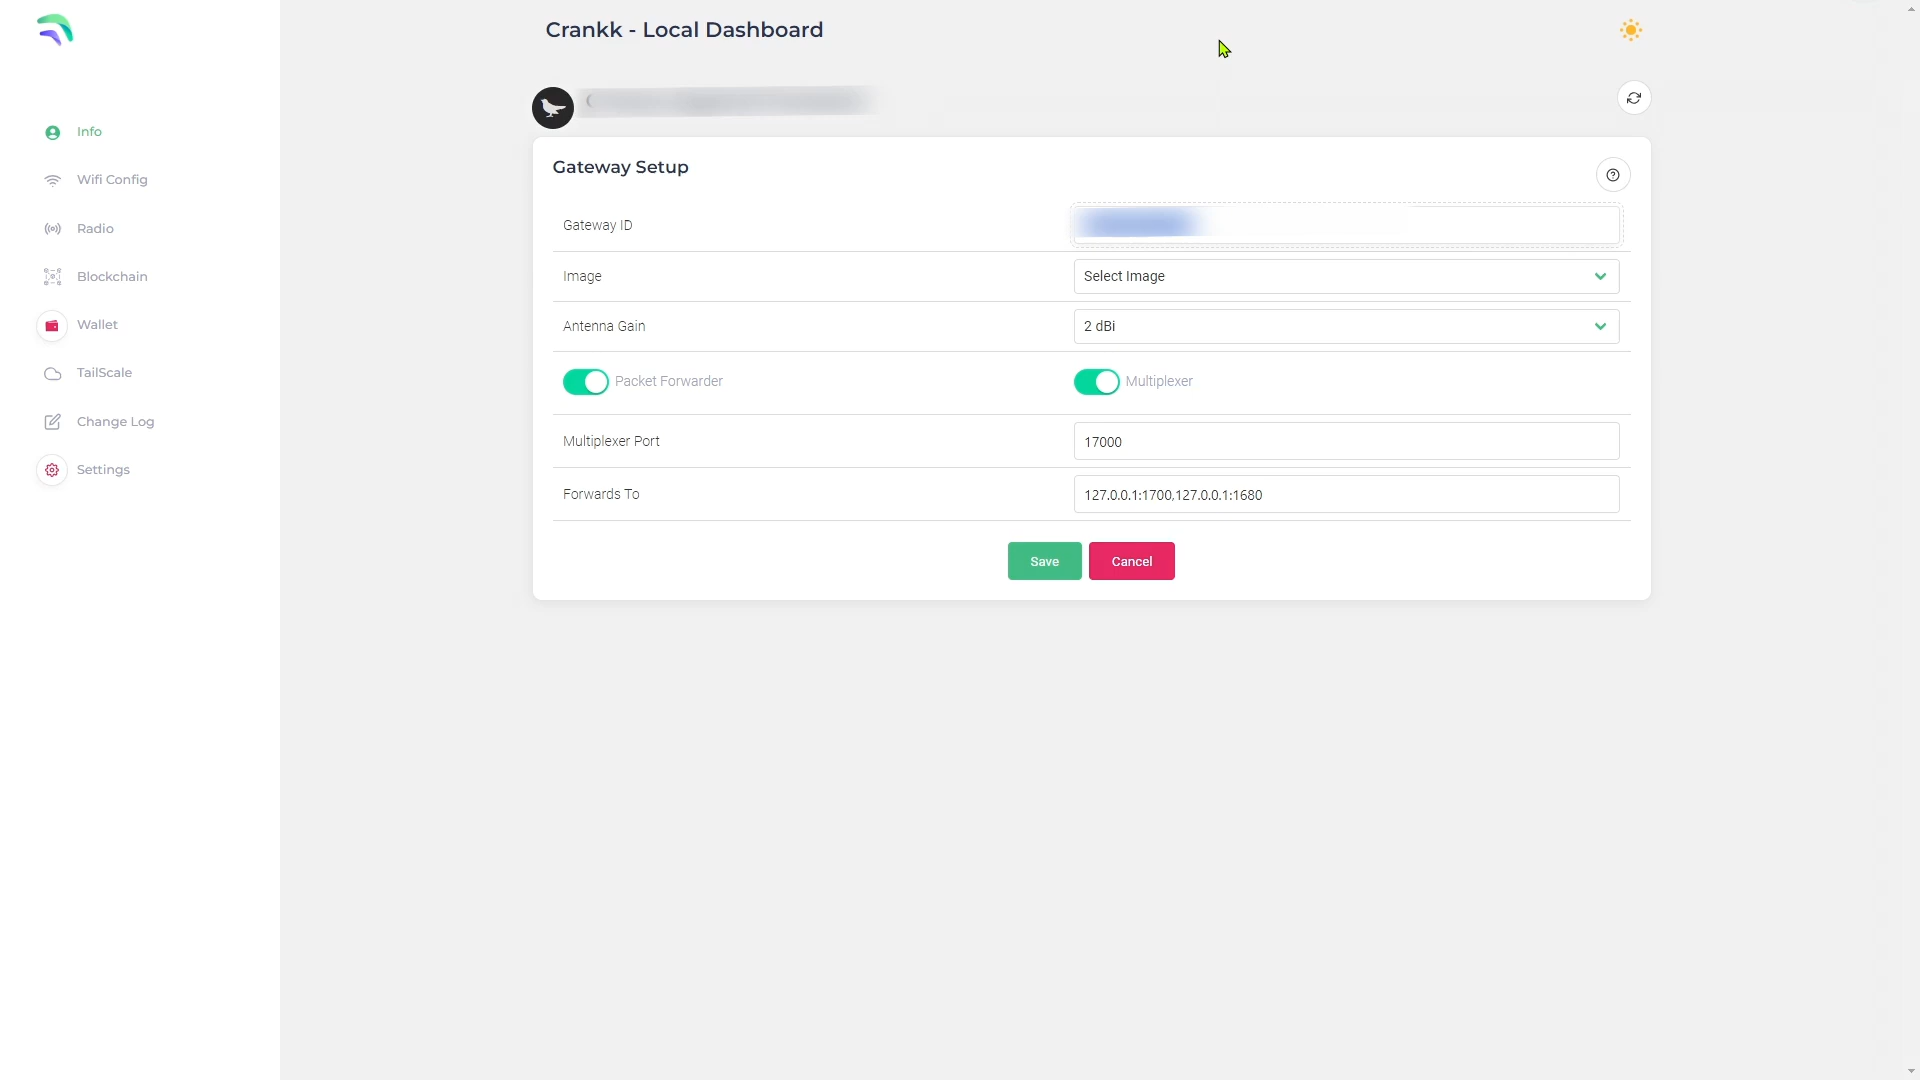 Crankk - Local Dashboard
Info
Wifi Config
Radio
Blockchain
Wallet
TailScale
Change Log
Settings
Gateway Setup
Gateway ID
Image
Select Image
Antenna Gain
2 dBi
Packet Forwarder
Multiplexer
Multiplexer Port
17000
Forwards To
127.0.0.1:1700,127.0.0.1:1680
Save
Cancel